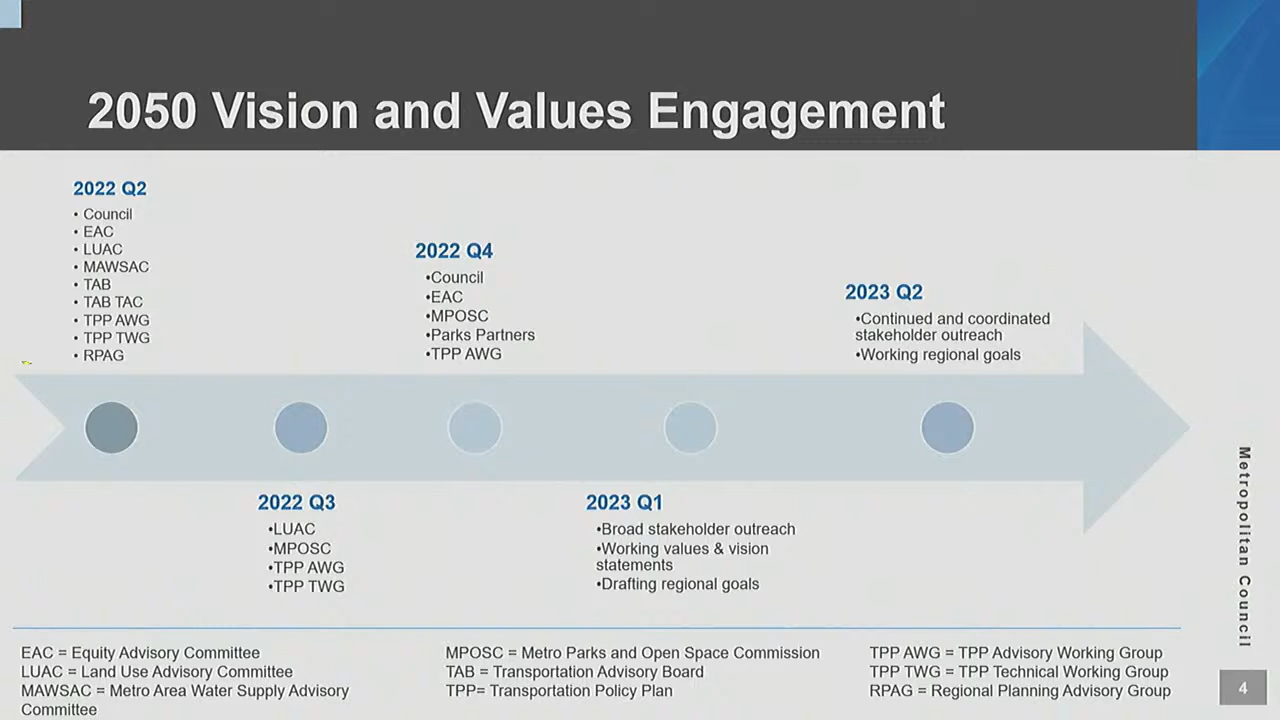 2050 Vision and Values Engagement
2022 Q2
• Council
• EAC
• LUAC
• MAWSAC
• TAB
• TAB TAC
• TPP AWG
• TPP TWG
• RPAG
2022 Q4
•Council
•EAC
•MPOSC
•Parks Partners
•TPP AWG
2023 Q2
•Continued and coordinated
stakeholder outreach
•Working regional goals
2022 Q3
•LUAC
•MPOSC
•TPP AWG
•TPP TWG
2023 Q1
•Broad stakeholder outreach
•Working values & vision
statements
•Drafting regional goals
Metropolitan Council
EAC = Equity Advisory Committee
LUAC = Land Use Advisory Committee
MAWSAC = Metro Area Water Supply Advisory
Committee
MPOSC = Metro Parks and Open Space Commission
TAB = Transportation Advisory Board
TPP= Transportation Policy Plan
TPP AWG = TPP Advisory Working Group
TPP TWG = TPP Technical Working Group
RPAG = Regional Planning Advisory Group
4